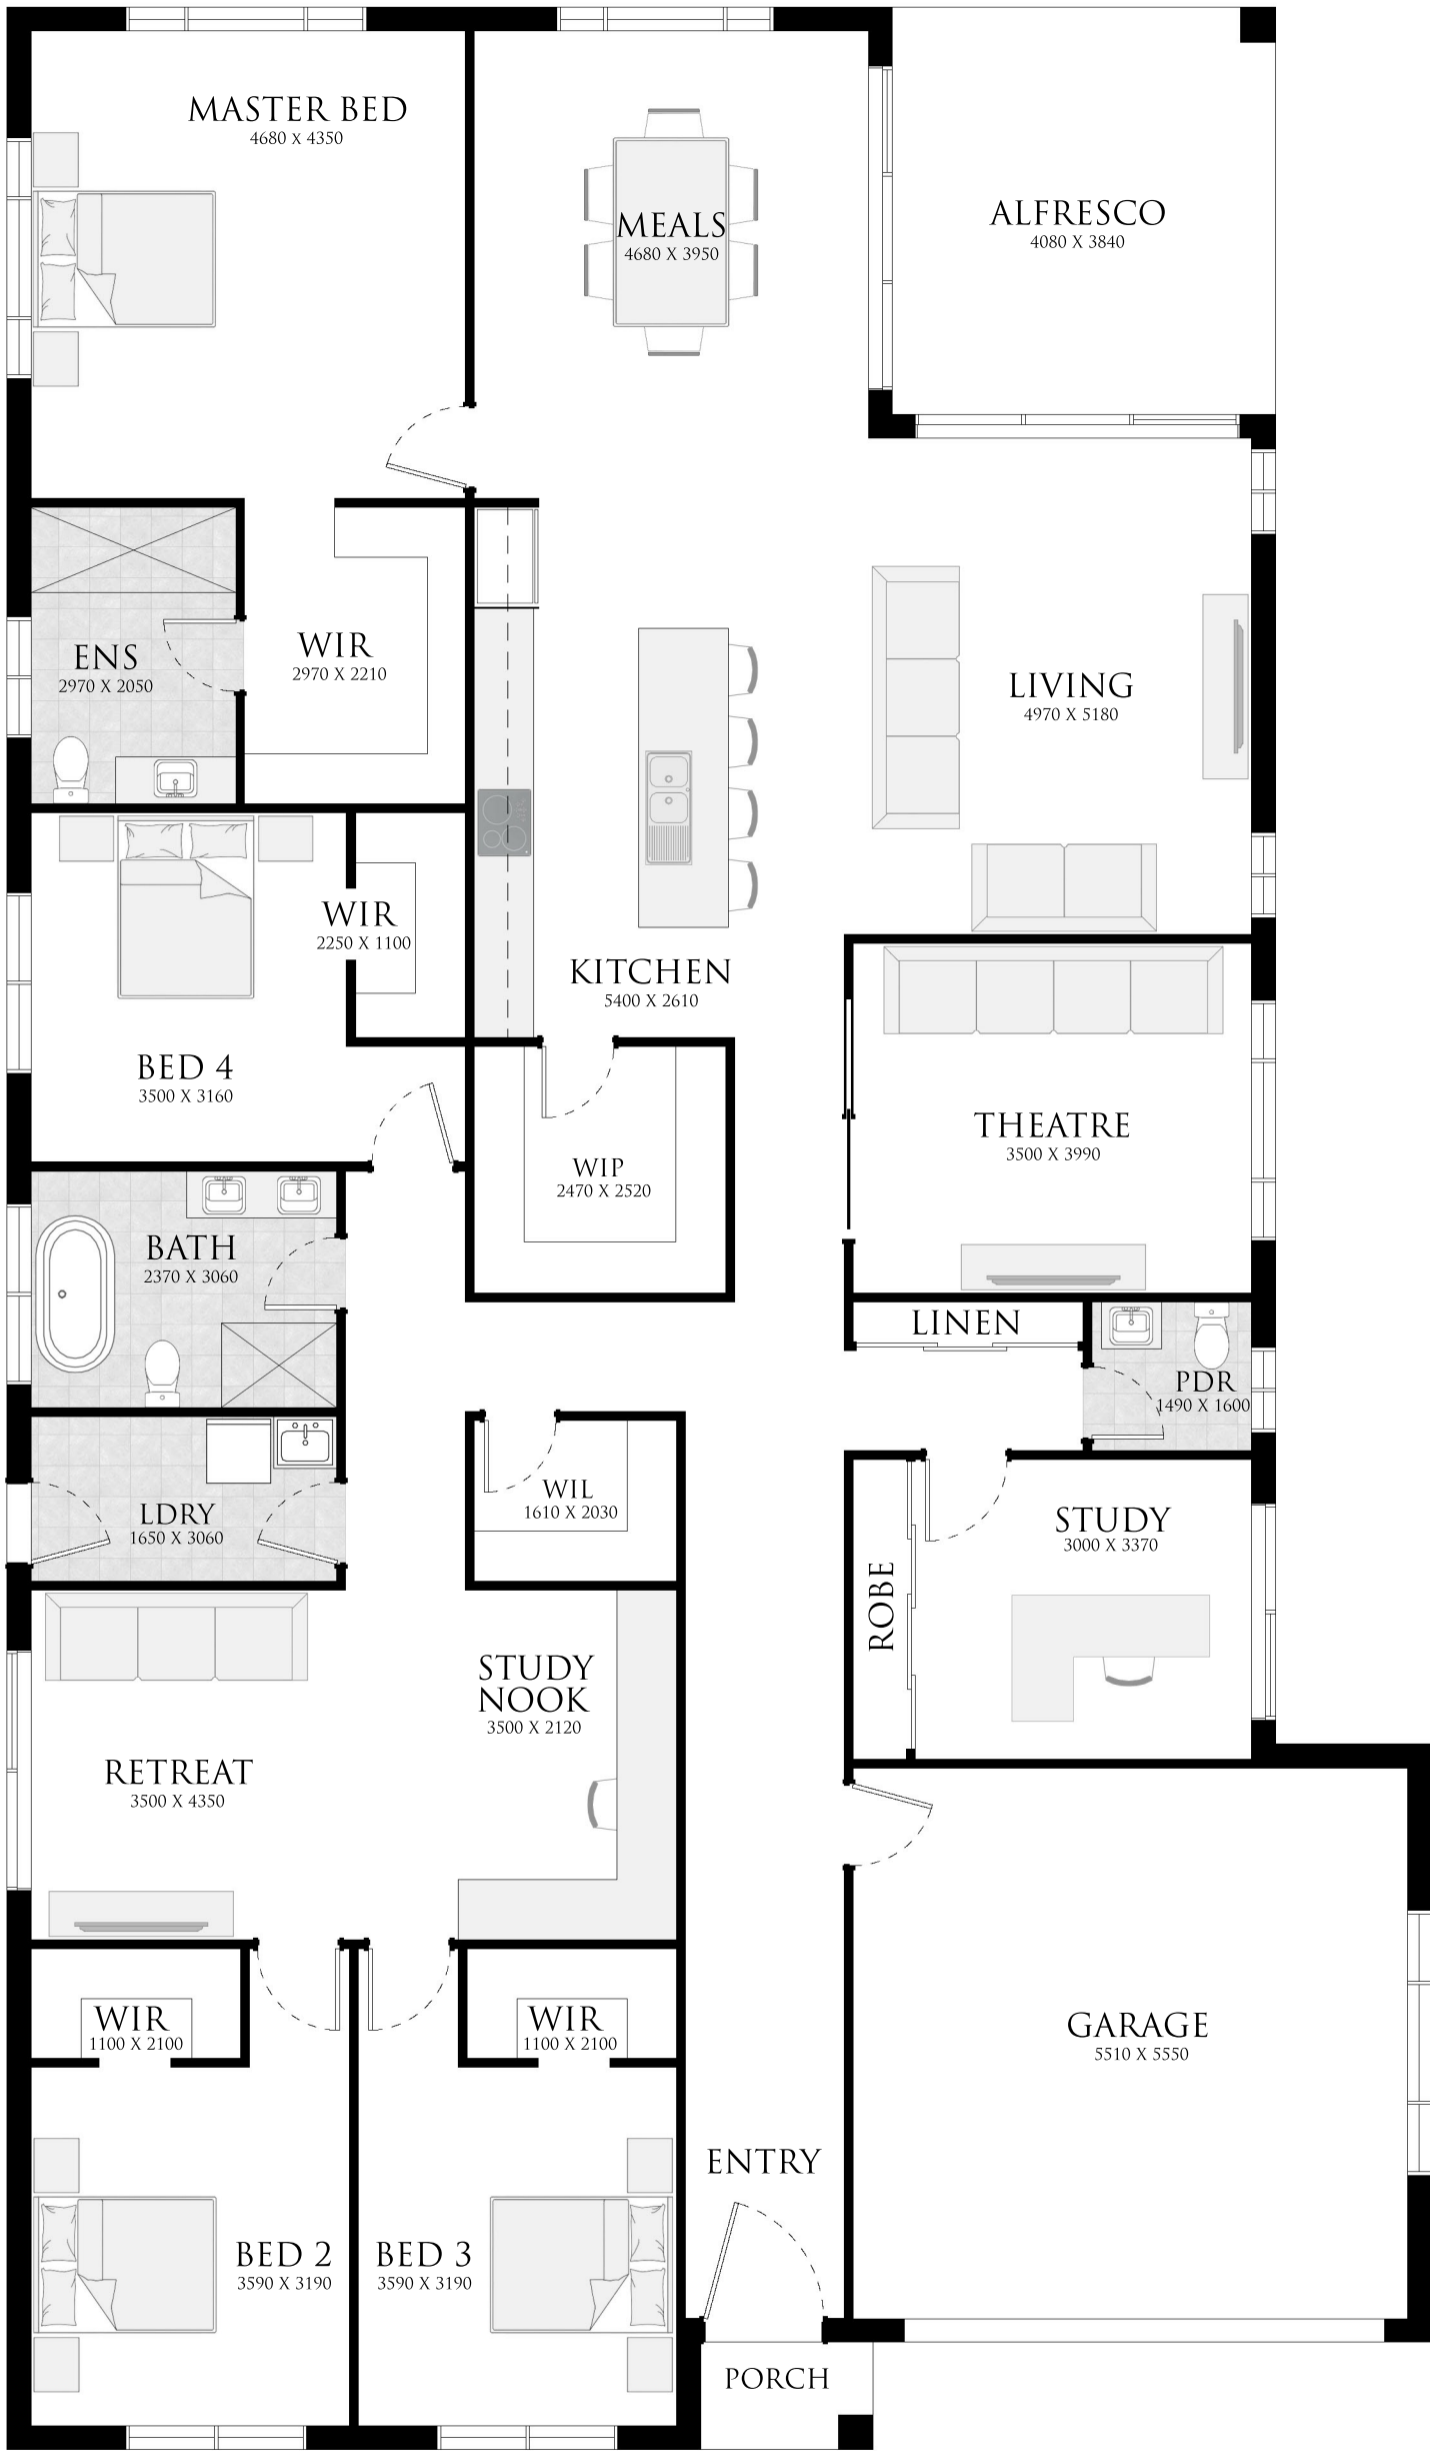 MASTER BED
4680 X 4350
MEALS
4680 X 3950
ALFRESCO
4080 X 3840
ENS
2970 X 2050
WIR
2970 X 2210
LIVING
4970 X 5180
WIR
2250 X 1100
KITCHEN
5400 X 2610
BED 4
3500 X 3160
THEATRE
3500 X 3990
WIP
2470 X 2520
BATH
2370 X 3060
LINEN
PDR
1490 X 1600
LDRY
1650 X 3060
WIL
1610 X 2030
STUDY
3000 X 3370
ROBE
STUDY
NOOK
3500 X 2120
RETREAT
3500 X 4350
WIR
1100 X 2100
WIR
1100 X 2100
GARAGE
5510 X 5550
ENTRY
BED 2
3590 X 3190
BED 3
3590 X 3190
PORCH